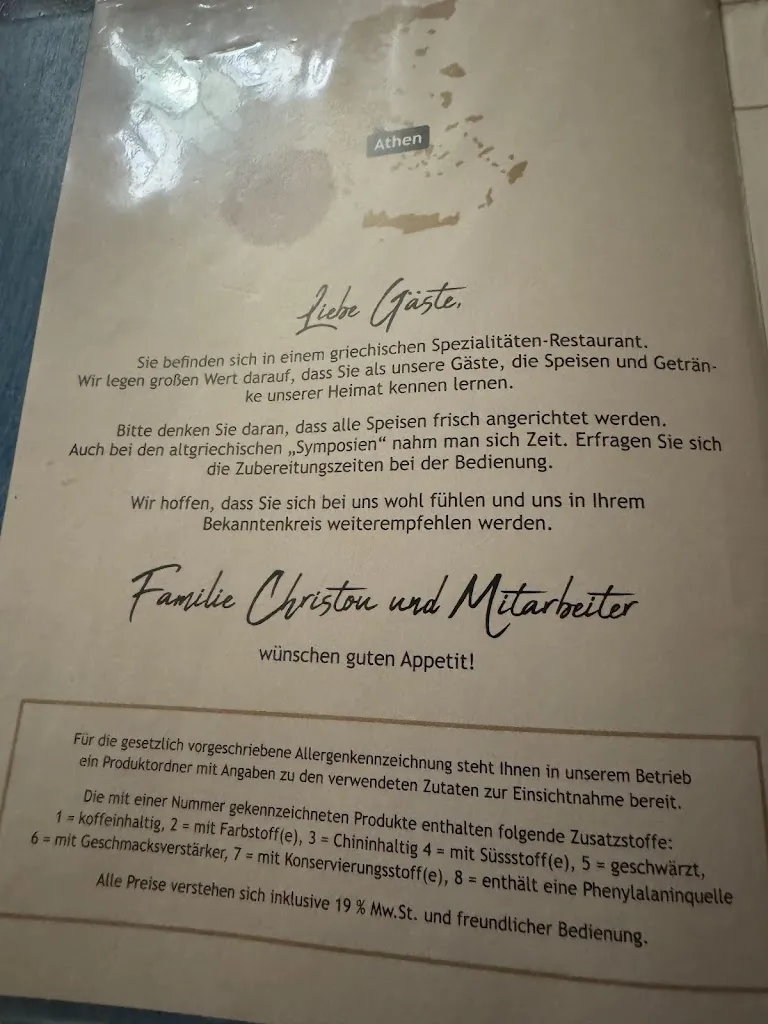 Athen
Liebe Gäste,
Sie befinden sich in einem griechischen Spezialitäten-Restaurant.
Wir legen großen Wert darauf, dass Sie als unsere Gäste, die Speisen und Geträn-
ke unserer Heimat kennen lernen.
Bitte denken Sie daran, dass alle Speisen frisch angerichtet werden.
Auch bei den altgriechischen „Symposien“ nahm man sich Zeit. Erfragen Sie sich
die Zubereitungszeiten bei der Bedienung.
Wir hoffen, dass Sie sich bei uns wohl fühlen und uns in Ihrem
Bekanntenkreis weiterempfehlen werden.
Familie Christou und Mitarbeiter
wünschen guten Appetit!
Für die gesetzlich vorgeschriebene Allergenkennzeichnung steht Ihnen in unserem Betrieb
ein Produktordner mit Angaben zu den verwendeten Zutaten zur Einsichtnahme bereit.
Die mit einer Nummer gekennzeichneten Produkte enthalten folgende Zusatzstoffe:
1 = koffeinhaltig, 2 = mit Farbstoff(e), 3 = Chininhaltig 4 = mit Süssstoff(e), 5 = geschwärzt,
6 = mit Geschmacksverstärker, 7 = mit Konservierungsstoff(e), 8 = enthält eine Phenylalaninquelle
Alle Preise verstehen sich inklusive 19 % Mw.St. und freundlicher Bedienung.